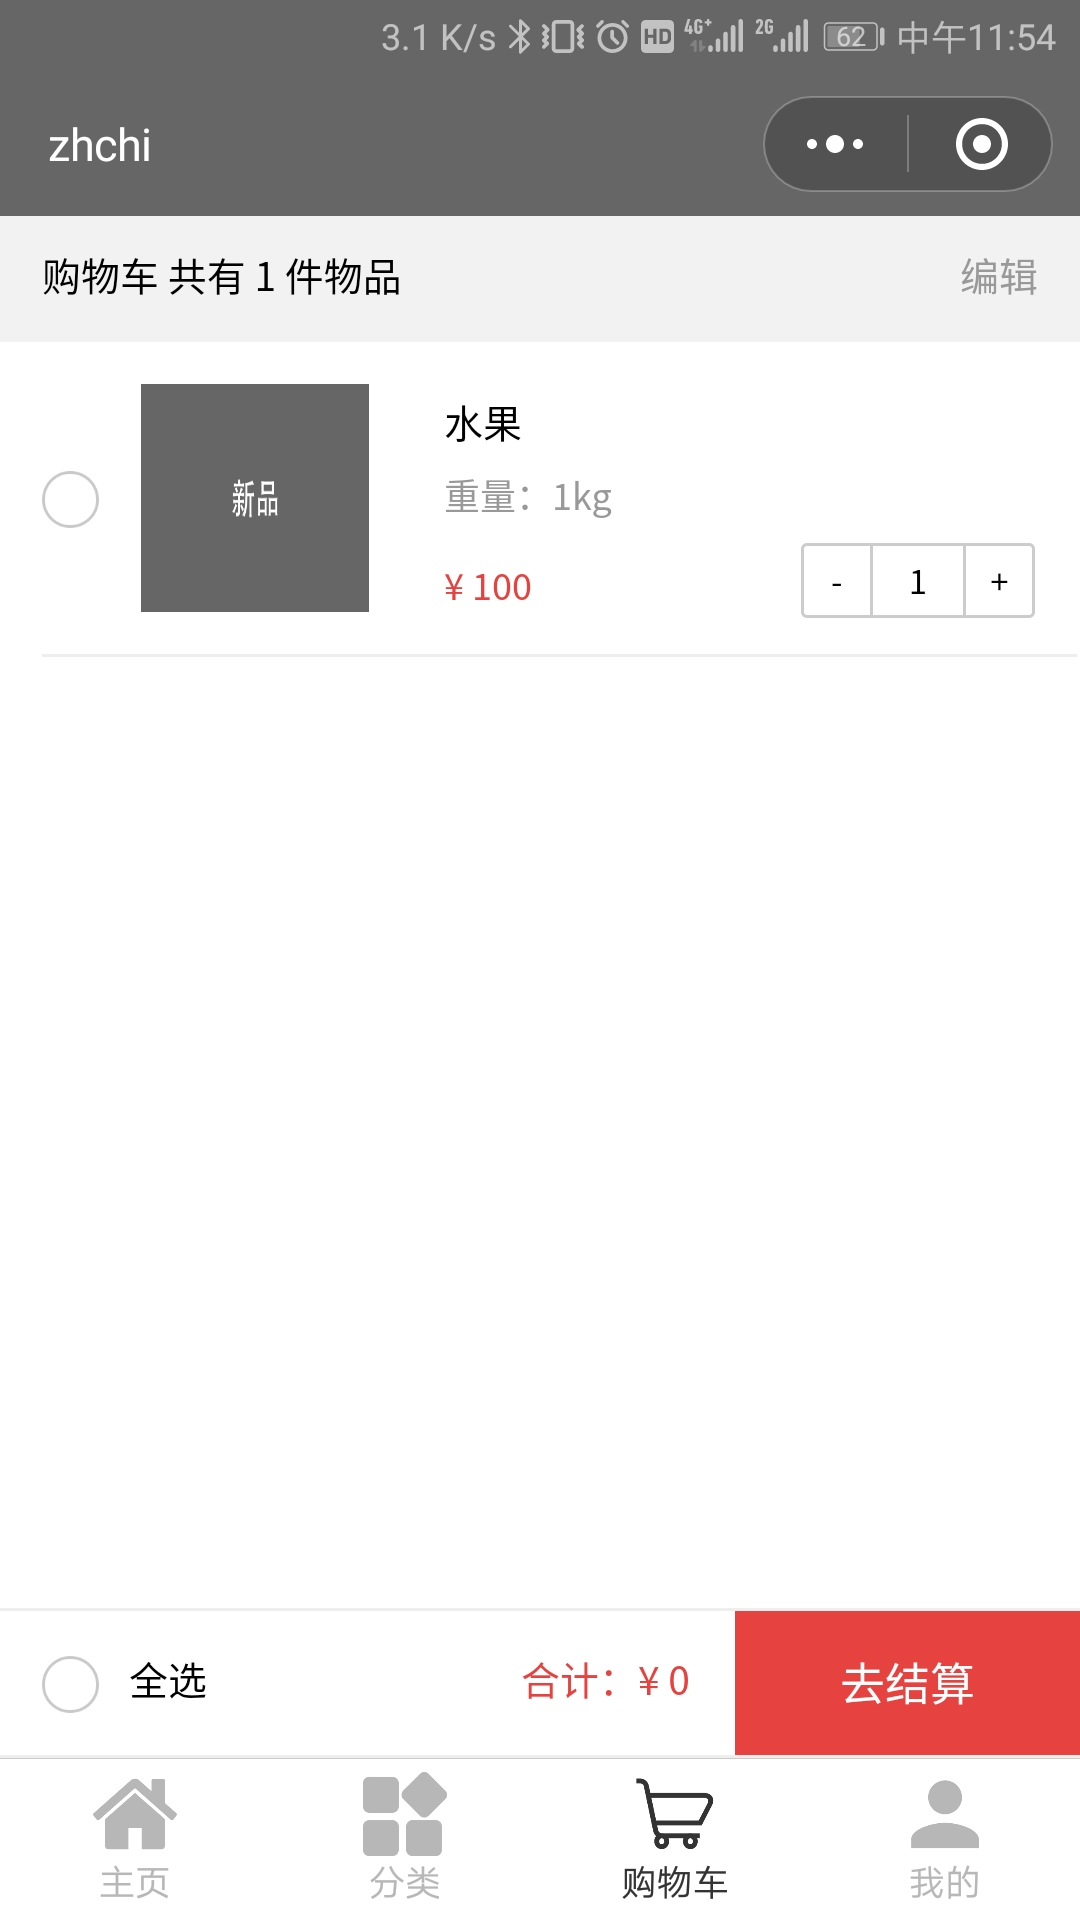 3.1 K/s HD 4G+ 2G 62 中午11:54
zhchi
购物车 共有 1 件物品 编辑
水果
新品
重量：1kg
¥ 100 - 1 +
全选 合计：¥ 0 去结算
主页 分类 购物车 我的